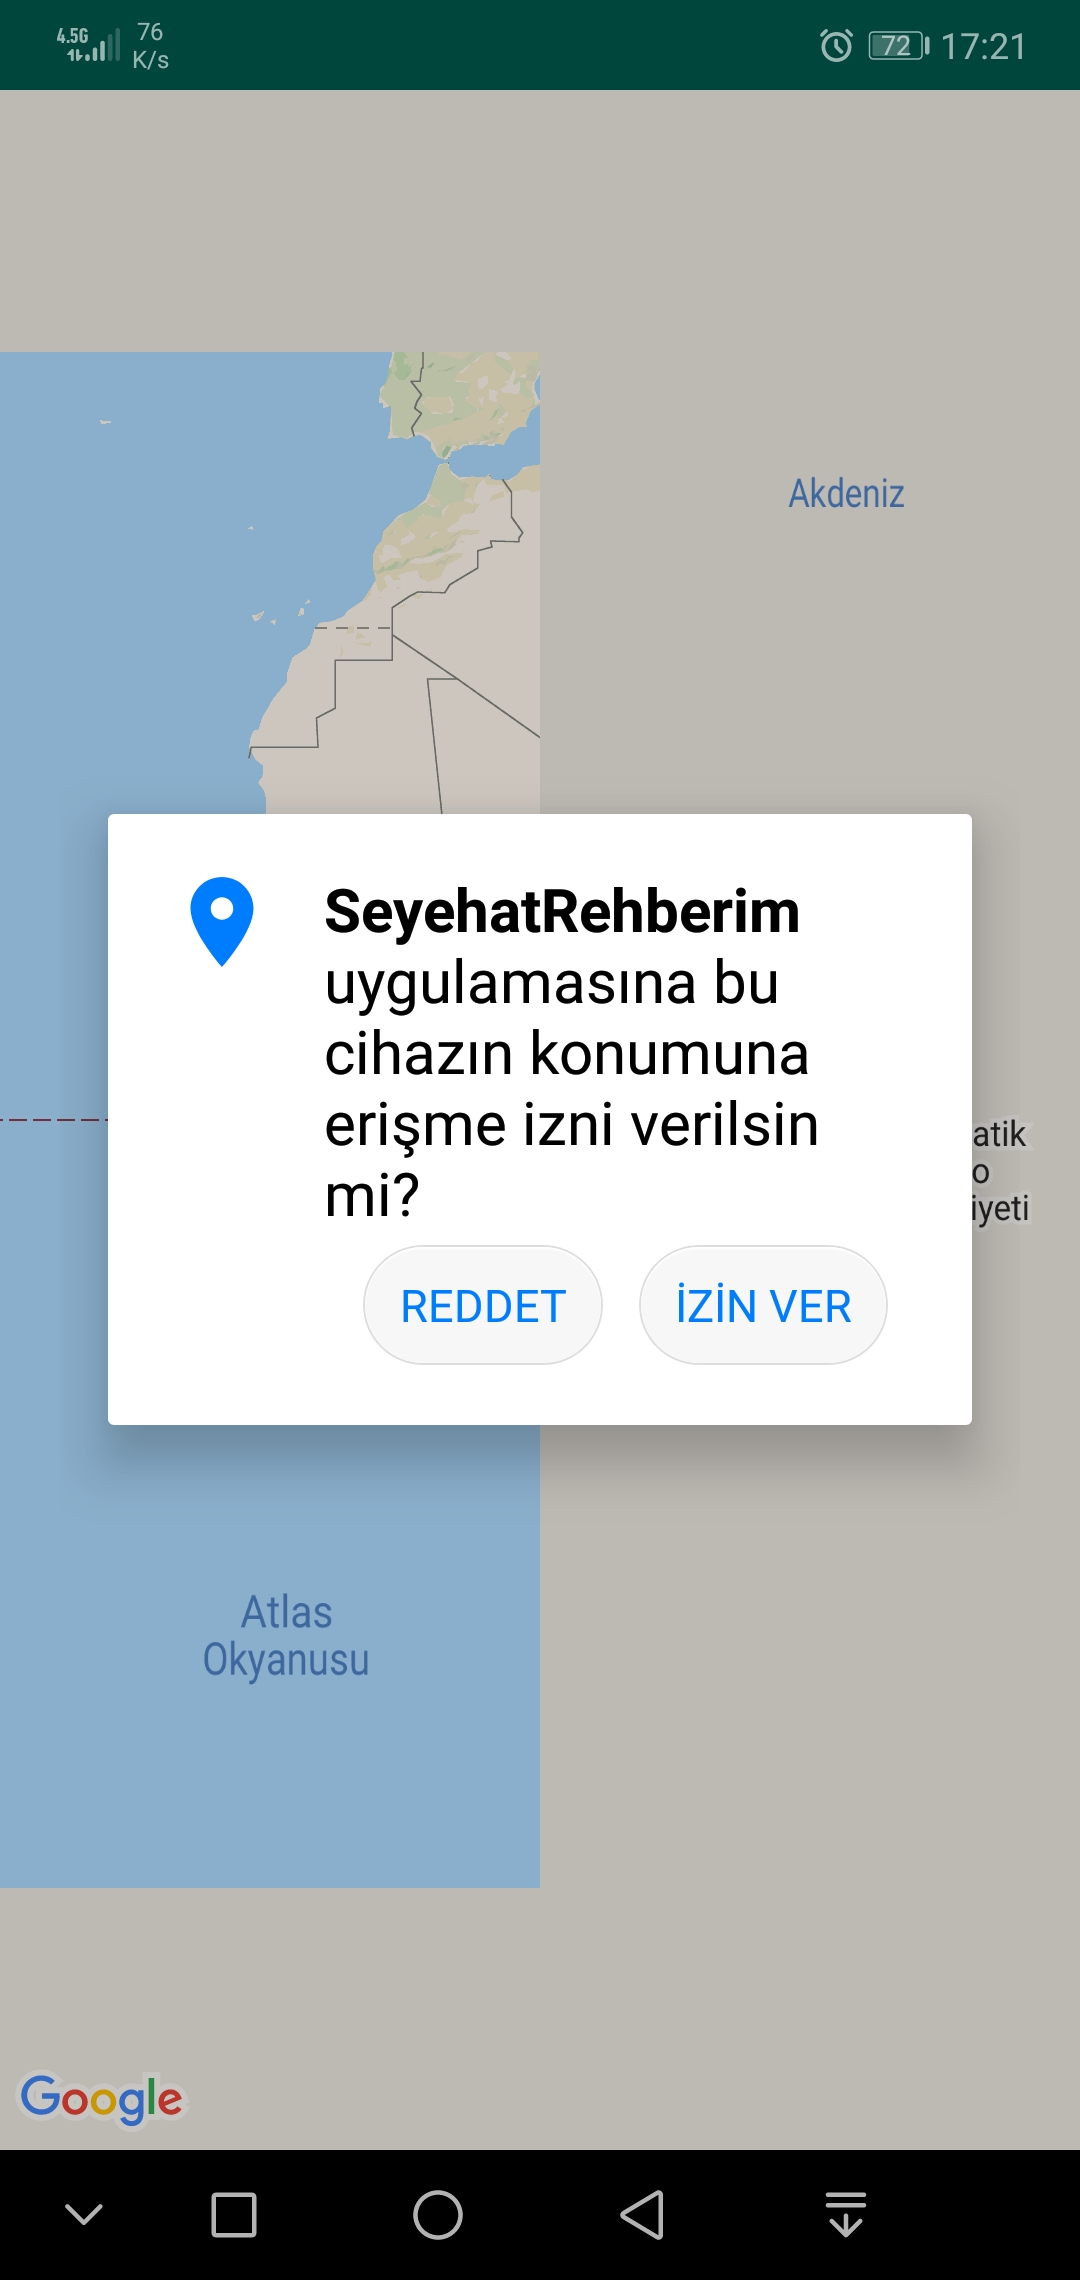 4.5G
76
K/s
72
17:21
Akdeniz
SeyehatRehberim
uygulamasına bu
cihazın konumuna
erişme izni verilsin
mi?
REDDET
İZİN VER
atik
o
iyeti
Atlas
Okyanusu
Google